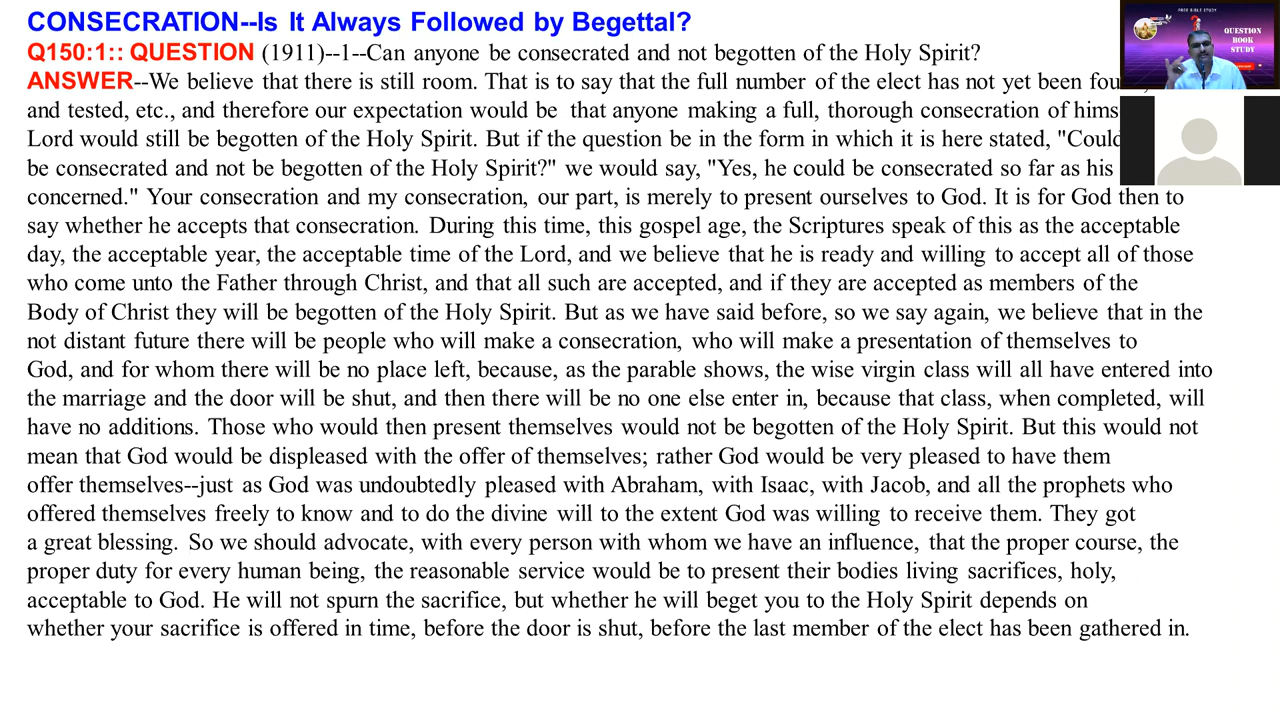 CONSECRATION--Is It Always Followed by Begettal?
Q150:1:: QUESTION (1911)--1--Can anyone be consecrated and not begotten of the Holy Spirit?
ANSWER--We believe that there is still room. That is to say that the full number of the elect has not yet been
and tested, etc., and therefore our expectation would be that anyone making a full, thorough consecration of
Lord would still be begotten of the Holy Spirit. But if the question be in the form in which it is here stated, "Could
be consecrated and not be begotten of the Holy Spirit?" we would say, "Yes, he could be consecrated so far as his
concerned." Your consecration and my consecration, our part, is merely to present ourselves to God. It is for God then to
say whether he accepts that consecration. During this time, this gospel age, the Scriptures speak of this as the acceptable
day, the acceptable year, the acceptable time of the Lord, and we believe that he is ready and willing to accept all of those
who come unto the Father through Christ, and that all such are accepted, and if they are accepted as members of the
Body of Christ they will be begotten of the Holy Spirit. But as we have said before, so we say again, we believe that in the
not distant future there will be people who will make a consecration, who will make a presentation of themselves to
God, and for whom there will be no place left, because, as the parable shows, the wise virgin class will all have entered into
the marriage and the door will be shut, and then there will be no one else enter in, because that class, when completed, will
have no additions. Those who would then present themselves would not be begotten of the Holy Spirit. But this would not
mean that God would be displeased with the offer of themselves; rather God would be very pleased to have them
offer themselves--just as God was undoubtedly pleased with Abraham, with Isaac, with Jacob, and all the prophets who
offered themselves freely to know and to do the divine will to the extent God was willing to receive them. They got
a great blessing. So we should advocate, with every person with whom we have an influence, that the proper course, the
proper duty for every human being, the reasonable service would be to present their bodies living sacrifices, holy,
acceptable to God. He will not spurn the sacrifice, but whether he will beget you to the Holy Spirit depends on
whether your sacrifice is offered in time, before the door is shut, before the last member of the elect has been gathered in.
FREE BIBLE STUDY
QUESTION
BOOK
STUDY